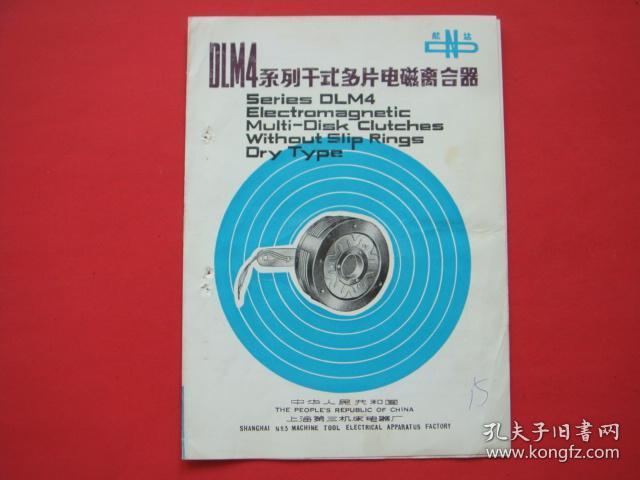 DLM4系列干式多片电磁离合器
Series DLM4
Electromagnetic
Multi-Disk Clutches
Without Slip Rings
Dry Type
中华人民共和国
THE PEOPLE'S REPUBLIC OF CHINA
上海第三机床电器厂
SHANGHAI №3 MACHINE TOOL ELECTRICAL APPARATUS FACTORY
15
孔夫子旧书网
www.kongfz.com